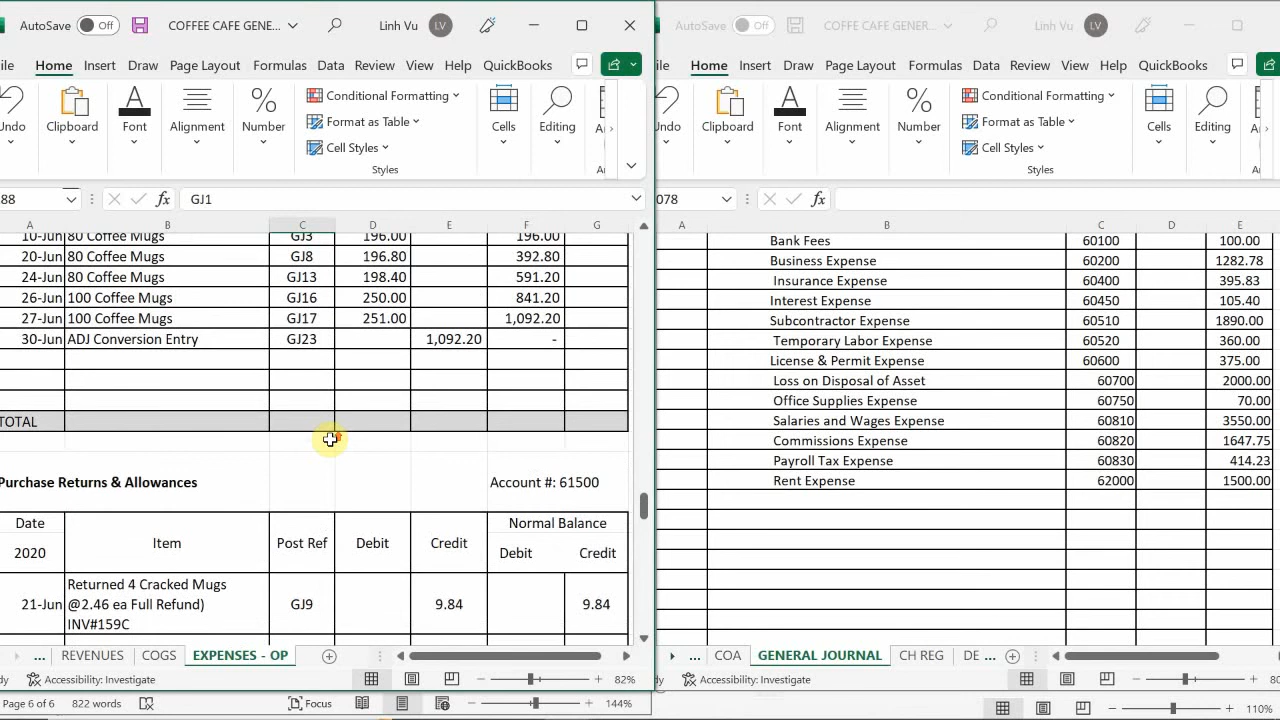 AutoSave Off COFFEE CAFE GENER... Linh Vu LV
ile Home Insert Draw Page Layout Formulas Data Review View Help QuickBooks
Undo Clipboard Font Alignment Number Conditional Formatting Format as Table Cell Styles Styles Cells Editing
88 fx GJ1
A B C D E F G
10-Jun 80 Coffee Mugs GJ3 196.00 196.00
20-Jun 80 Coffee Mugs GJ8 196.80 392.80
24-Jun 80 Coffee Mugs GJ13 198.40 591.20
26-Jun 100 Coffee Mugs GJ16 250.00 841.20
27-Jun 100 Coffee Mugs GJ17 251.00 1,092.20
30-Jun ADJ Conversion Entry GJ23 1,092.20 -
TOTAL
Purchase Returns & Allowances Account #: 61500
Date Item Post Ref Debit Credit Normal Balance
2020 Debit Credit
21-Jun Returned 4 Cracked Mugs
@2.46 ea Full Refund) GJ9 9.84 9.84
INV#159C
... REVENUES COGS EXPENSES - OP
dy Accessibility: Investigate 82%
Page 6 of 6 822 words Focus 144%
AutoSave Off COFFE CAFE GENER... Linh Vu LV
ile Home Insert Draw Page Layout Formulas Data Review View Help QuickBooks
Undo Clipboard Font Alignment Number Conditional Formatting Format as Table Cell Styles Styles Cells Editing
078 fx
A B C D E
Bank Fees 60100 100.00
Business Expense 60200 1282.78
Insurance Expense 60400 395.83
Interest Expense 60450 105.40
Subcontractor Expense 60510 1890.00
Temporary Labor Expense 60520 360.00
License & Permit Expense 60600 375.00
Loss on Disposal of Asset 60700 2000.00
Office Supplies Expense 60750 70.00
Salaries and Wages Expense 60810 3550.00
Commissions Expense 60820 1647.75
Payroll Tax Expense 60830 414.23
Rent Expense 62000 1500.00
... COA GENERAL JOURNAL CH REG DE ...
dy Accessibility: Investigate 80
110%